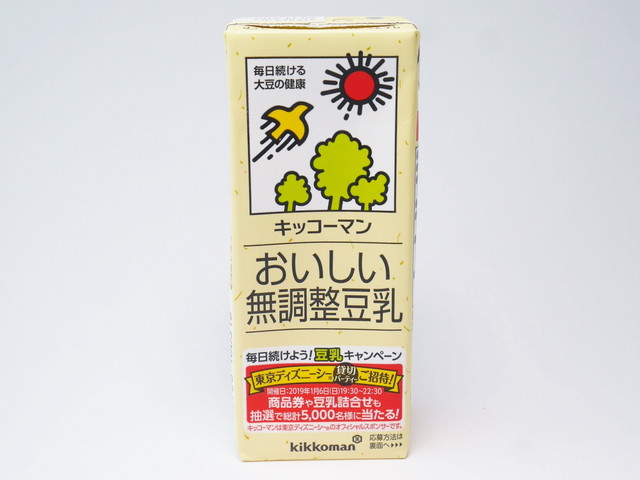 毎日続ける
大豆の健康
キッコーマン
おいしい
無調整豆乳
毎日続けよう!豆乳キャンペーン
東京ディズニーシー®貸切パーティーご招待!
開催日:2019年1月6日(日)19:30~22:30
商品券や豆乳詰合せも
抽選で総計5,000名様に当たる!
キッコーマンは東京ディズニーシー®のオフィシャルスポンサーです。
kikkoman
応募方法は
裏面へ>>>